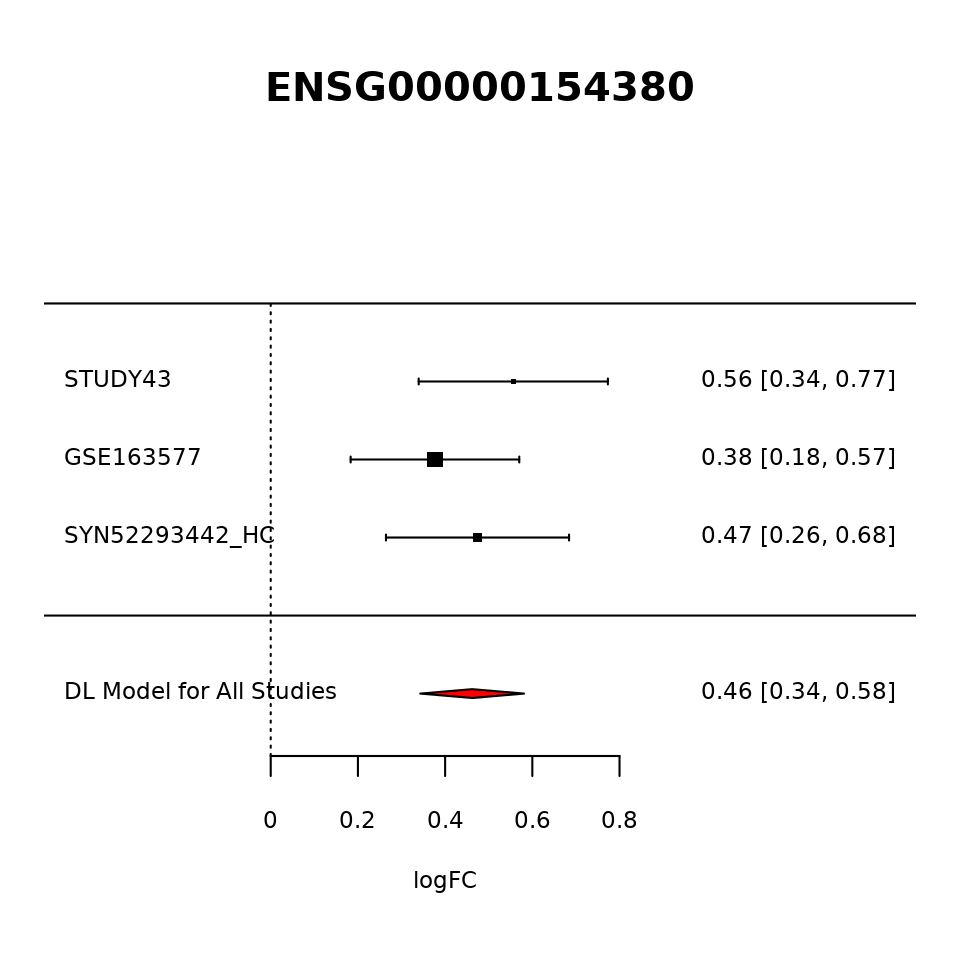 ENSG00000154380
STUDY43 0.56 [0.34, 0.77]
GSE163577 0.38 [0.18, 0.57]
SYN52293442_HC 0.47 [0.26, 0.68]
DL Model for All Studies 0.46 [0.34, 0.58]
0 0.2 0.4 0.6 0.8
logFC